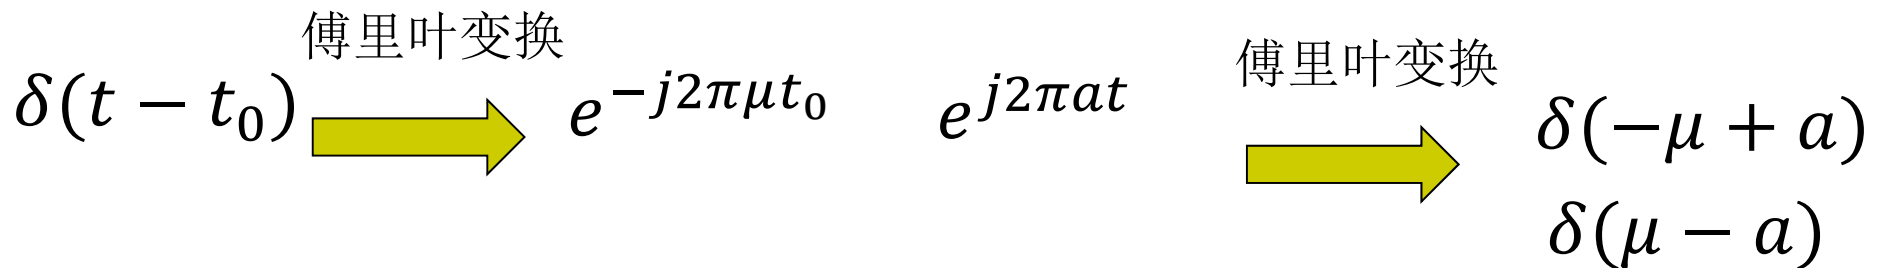 傅里叶变换
δ(t − t₀)
e^{−j2πμt₀}
e^{j2πat}
傅里叶变换
δ(−μ + a)
δ(μ − a)